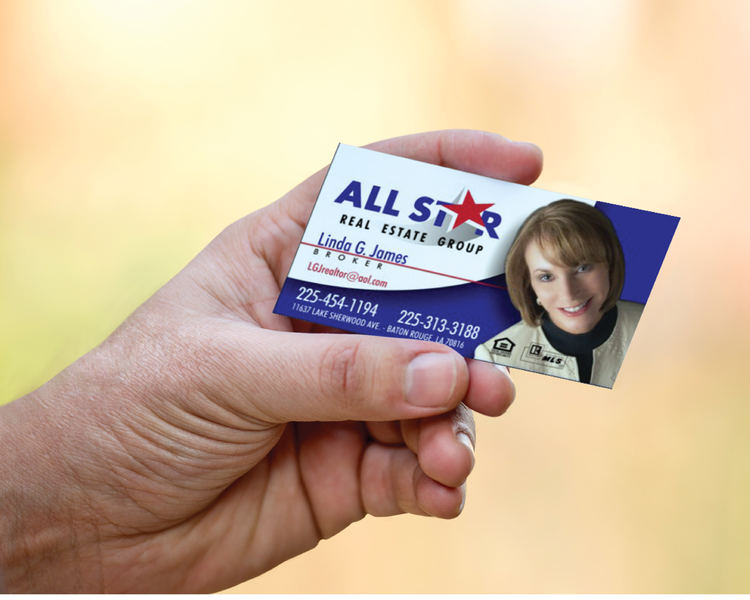 ALL STAR
REAL ESTATE GROUP
Linda G. James
BROKER
LGJrealtor@aol.com
225-454-1194
225-313-3188
11637 LAKE SHERWOOD AVE. - BATON ROUGE, LA 70816
R
MLS